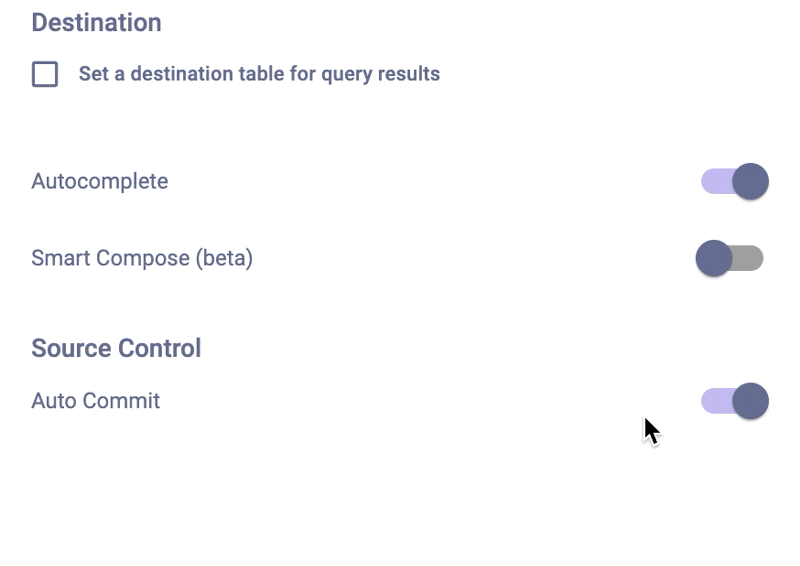 Destination
Set a destination table for query results
Autocomplete
Smart Compose (beta)
Source Control
Auto Commit